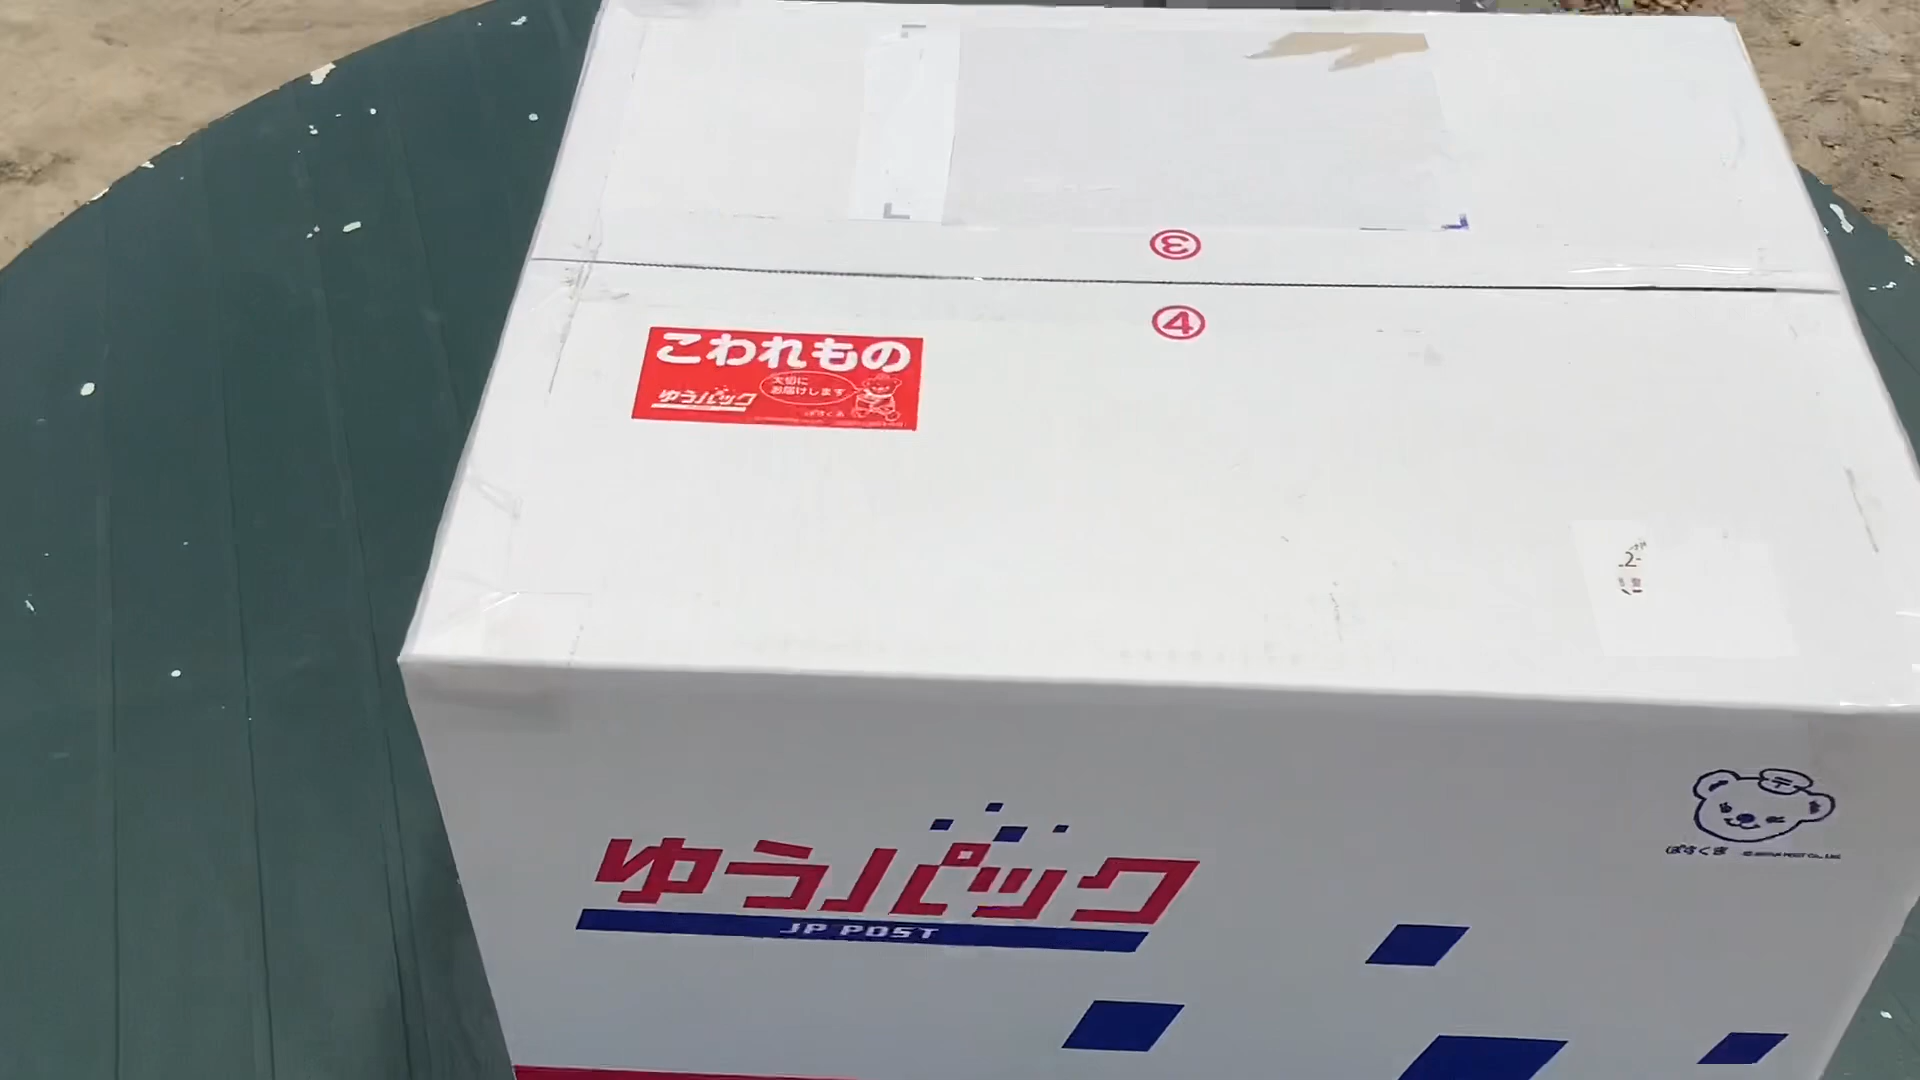 ③
④
こわれもの
大切に
お届けします
ゆうパック
ぽすくま
2-
ゆうパック
JP POST
ぽすくま